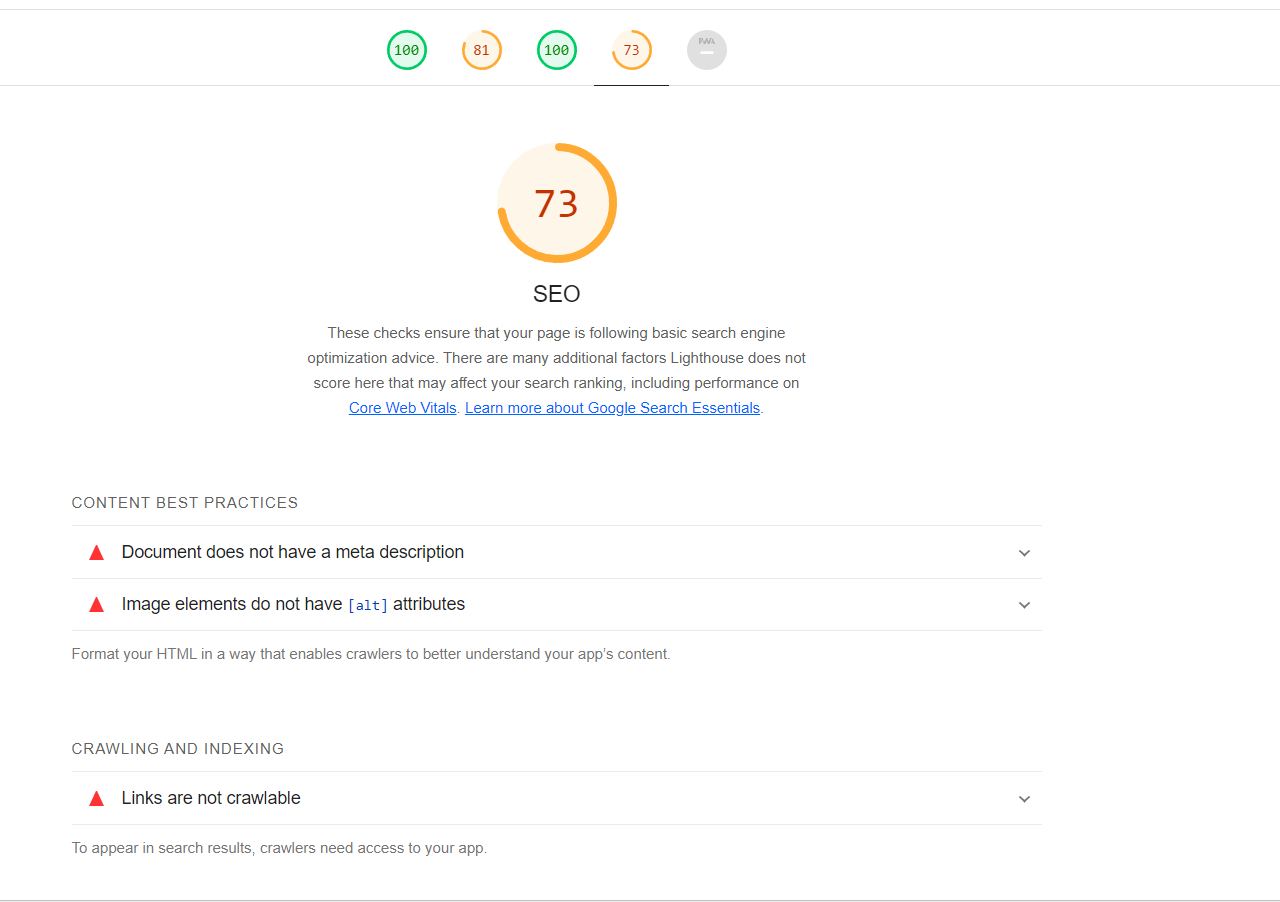 100
81
100
73
PWA
73
SEO
These checks ensure that your page is following basic search engine
optimization advice. There are many additional factors Lighthouse does not
score here that may affect your search ranking, including performance on
Core Web Vitals. Learn more about Google Search Essentials.
CONTENT BEST PRACTICES
Document does not have a meta description
Image elements do not have [alt] attributes
Format your HTML in a way that enables crawlers to better understand your app’s content.
CRAWLING AND INDEXING
Links are not crawlable
To appear in search results, crawlers need access to your app.